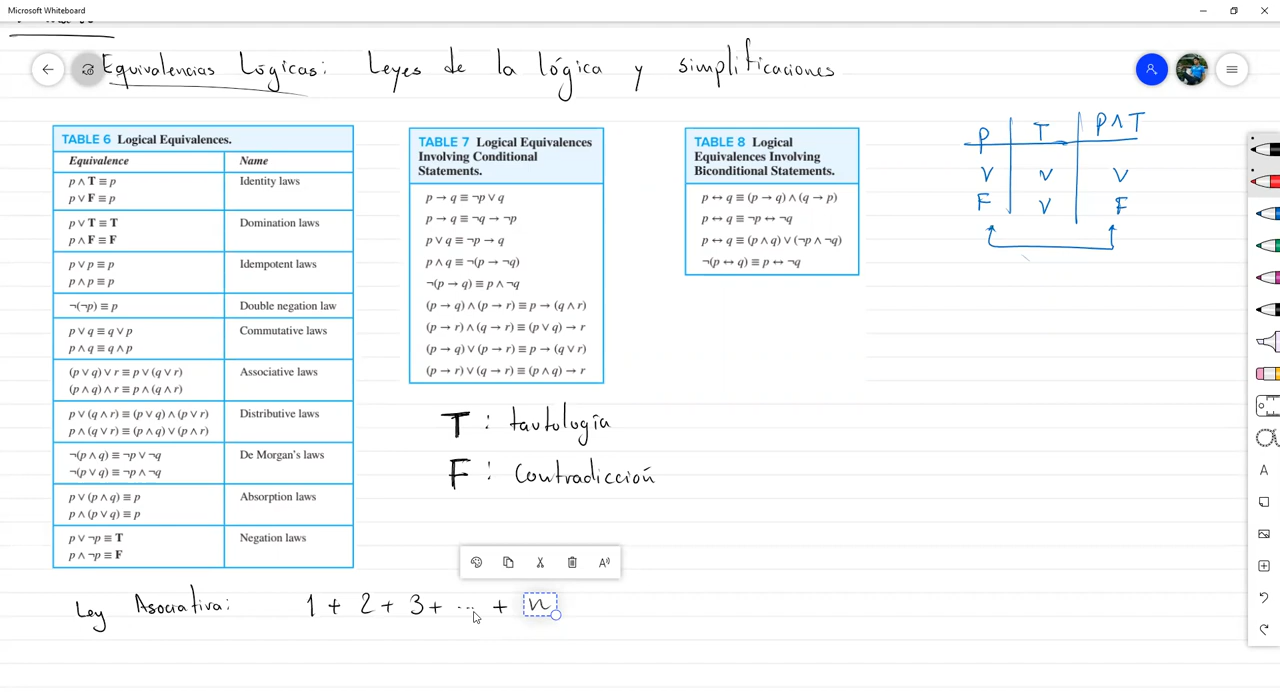 Microsoft Whiteboard
Equivalencias Lógicas: Leyes de la lógica y simplificaciones
TABLE 6 Logical Equivalences.
Equivalence Name
p ∧ T ≡ p Identity laws
p ∨ F ≡ p
p ∨ T ≡ T Domination laws
p ∧ F ≡ F
p ∨ p ≡ p Idempotent laws
p ∧ p ≡ p
¬(¬p) ≡ p Double negation law
p ∨ q ≡ q ∨ p Commutative laws
p ∧ q ≡ q ∧ p
(p ∨ q) ∨ r ≡ p ∨ (q ∨ r) Associative laws
(p ∧ q) ∧ r ≡ p ∧ (q ∧ r)
p ∨ (q ∧ r) ≡ (p ∨ q) ∧ (p ∨ r) Distributive laws
p ∧ (q ∨ r) ≡ (p ∧ q) ∨ (p ∧ r)
¬(p ∧ q) ≡ ¬p ∨ ¬q De Morgan's laws
¬(p ∨ q) ≡ ¬p ∧ ¬q
p ∨ (p ∧ q) ≡ p Absorption laws
p ∧ (p ∨ q) ≡ p
p ∨ ¬p ≡ T Negation laws
p ∧ ¬p ≡ F
TABLE 7 Logical Equivalences
Involving Conditional
Statements.
p → q ≡ ¬p ∨ q
p → q ≡ ¬q → ¬p
p ∨ q ≡ ¬p → q
p ∧ q ≡ ¬(p → ¬q)
¬(p → q) ≡ p ∧ ¬q
(p → q) ∧ (p → r) ≡ p → (q ∧ r)
(p → r) ∧ (q → r) ≡ (p ∨ q) → r
(p → q) ∨ (p → r) ≡ p → (q ∨ r)
(p → r) ∨ (q → r) ≡ (p ∧ q) → r
TABLE 8 Logical
Equivalences Involving
Biconditional Statements.
p ↔ q ≡ (p → q) ∧ (q → p)
p ↔ q ≡ ¬p ↔ ¬q
p ↔ q ≡ (p ∧ q) ∨ (¬p ∧ ¬q)
¬(p ↔ q) ≡ p ↔ ¬q
P T P ∧ T
V V V
F V F
T : tautología
F : Contradicción
Ley Asociativa: 1 + 2 + 3 + ... + n